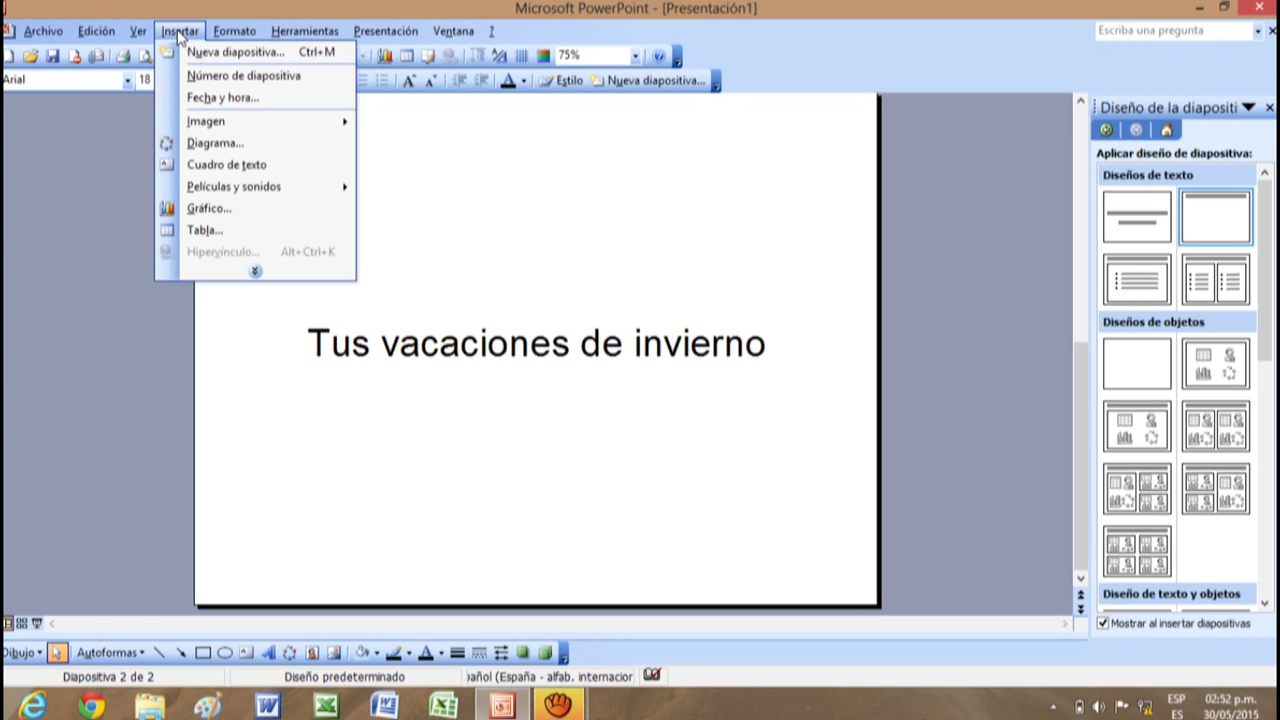 Microsoft PowerPoint - [Presentación1]
Archivo Edición Ver Insertar Formato Herramientas Presentación Ventana ?
Escriba una pregunta
75%
Arial 18
Estilo Nueva diapositiva...
Nueva diapositiva... Ctrl+M
Número de diapositiva
Fecha y hora...
Imagen
Diagrama...
Cuadro de texto
Películas y sonidos
Gráfico...
Tabla...
Hipervínculo... Alt+Ctrl+K
Tus vacaciones de invierno
Diseño de la diapositi
Aplicar diseño de diapositiva:
Diseños de texto
Diseños de objetos
Diseño de texto y objetos
Mostrar al insertar diapositivas
Dibujo Autoformas
Diapositiva 2 de 2 Diseño predeterminado añol (España - alfab. internacior
ESP
ES
02:52 p.m.
30/05/2015